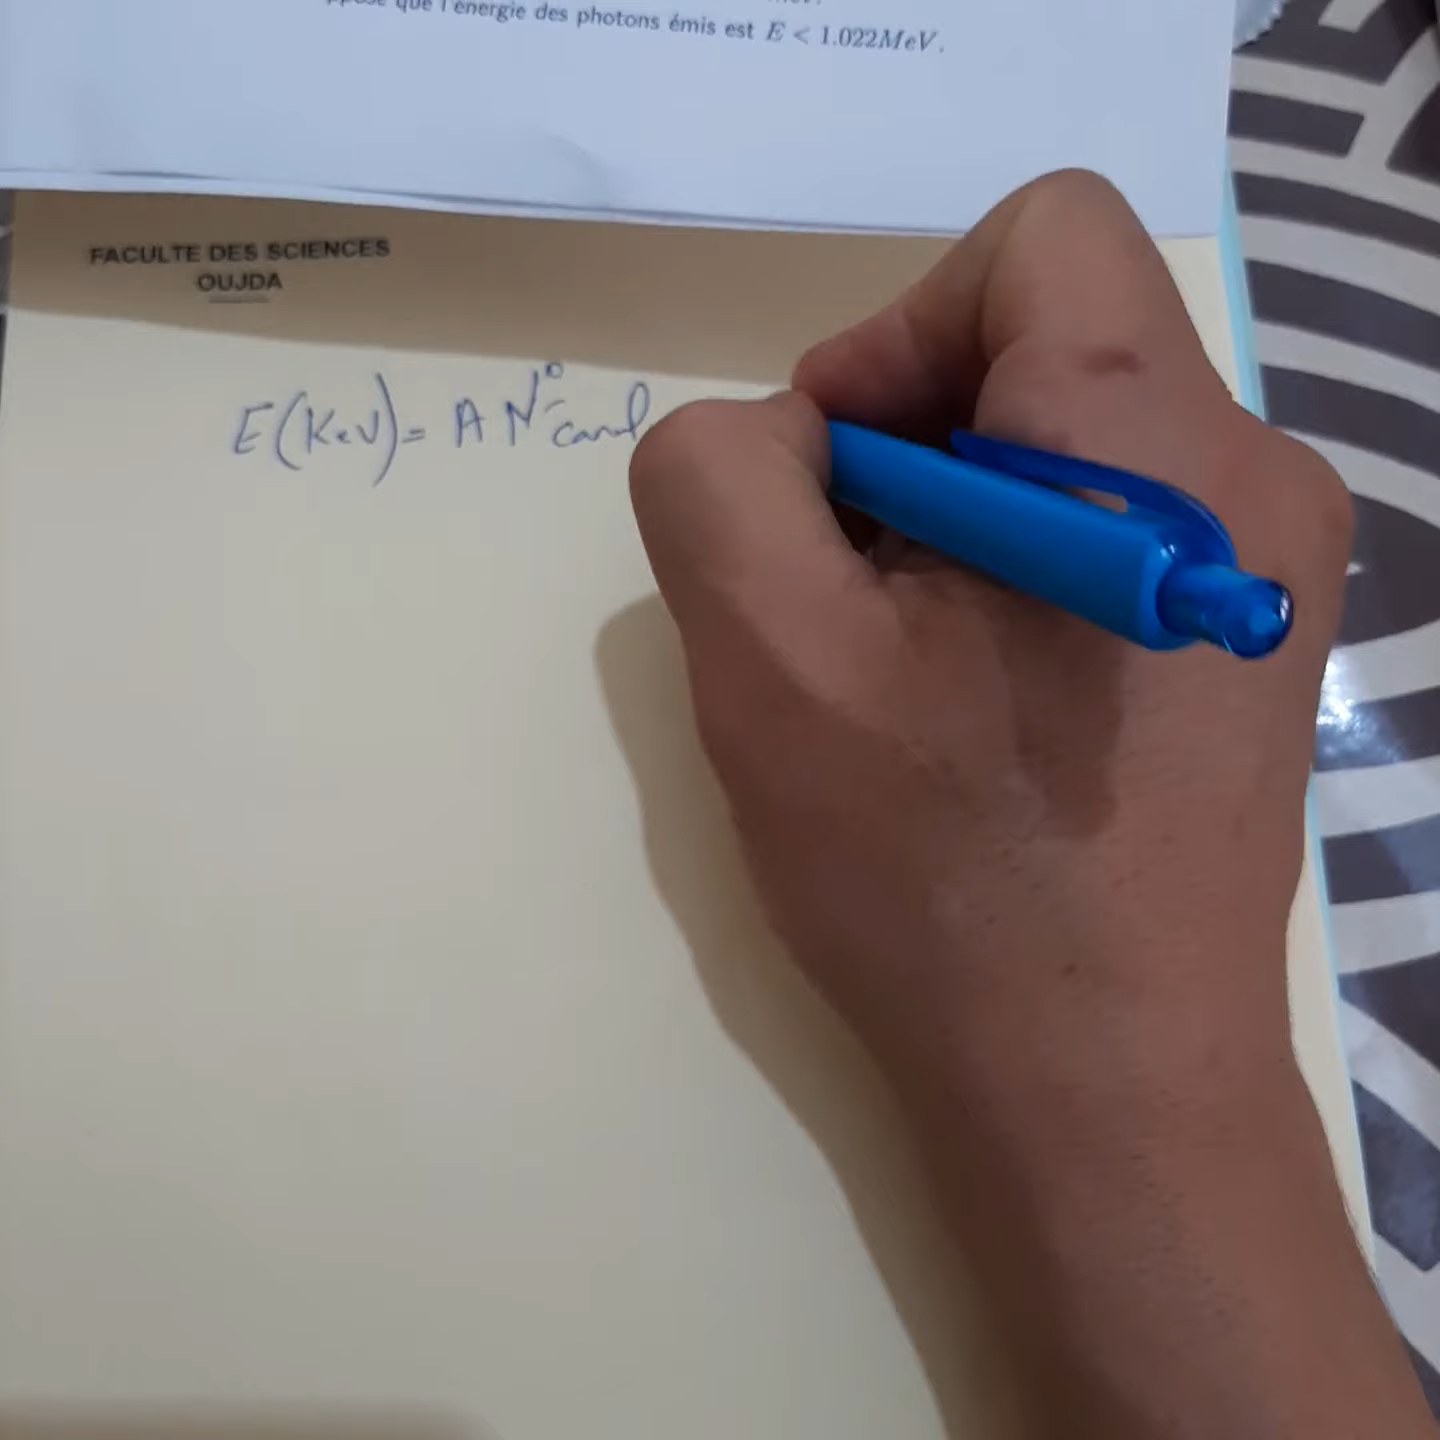 que l'énergie des photons émis est E < 1.022MeV.
FACULTE DES SCIENCES
OUJDA
E(KeV)= A N° canal